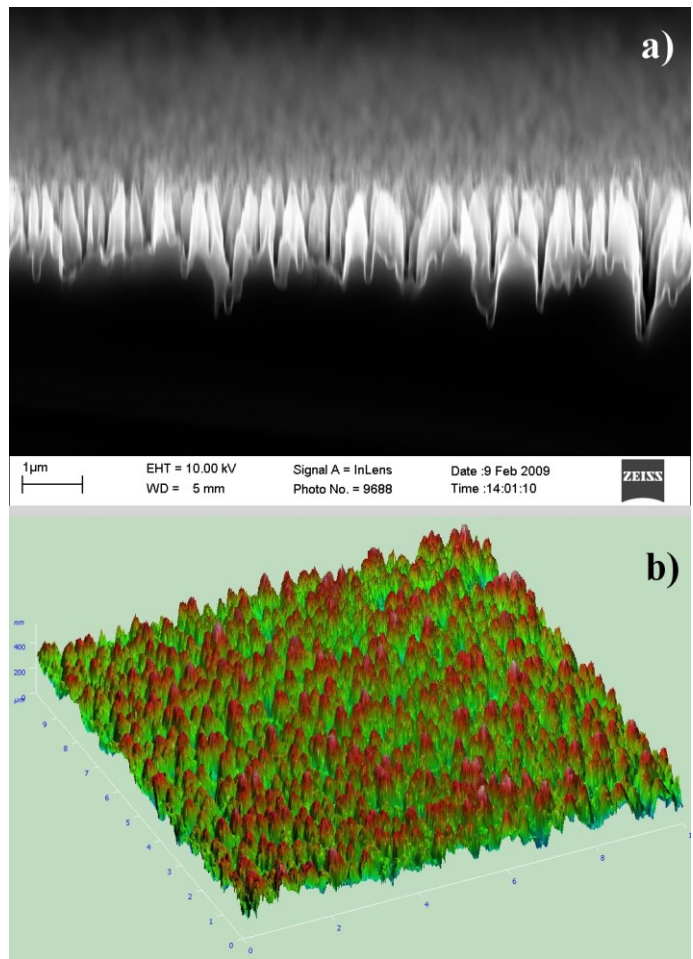 a)
1µm
EHT = 10.00 kV
Signal A = InLens
Date :9 Feb 2009
ZEISS
WD = 5 mm
Photo No. = 9688
Time :14:01:10
b)
nm
400
200
0
µm
9
8
7
6
5
4
3
2
1
0
0
2
4
6
8
1